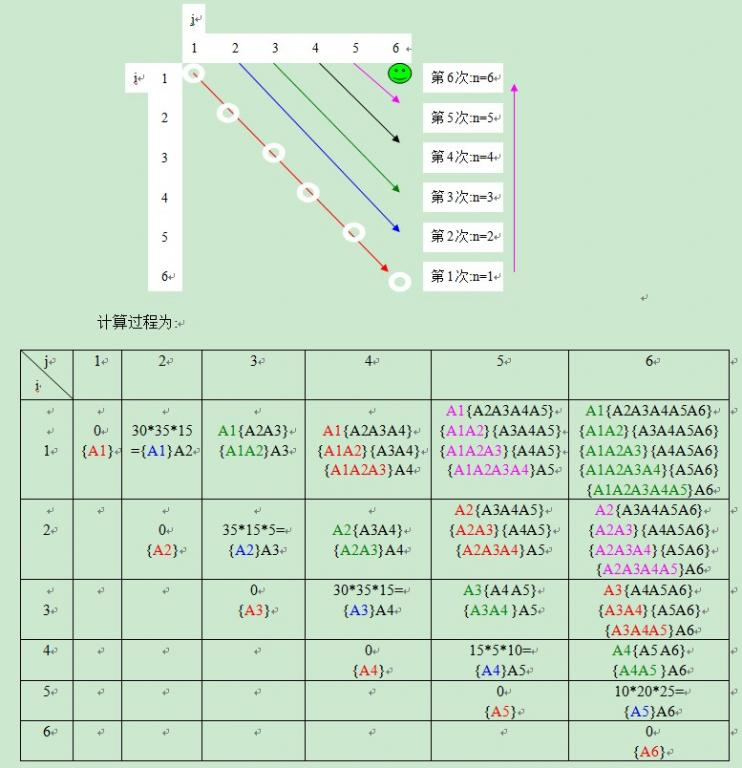 j
1 2 3 4 5 6
i 1 第6次:n=6
2 第5次:n=5
3 第4次:n=4
4 第3次:n=3
5 第2次:n=2
6 第1次:n=1
计算过程为:
j 1 2 3 4 5 6
i
1
0
{A1}
30*35*15
={A1}A2
A1{A2A3}
{A1A2}A3
A1{A2A3A4}
{A1A2}{A3A4}
{A1A2A3}A4
A1{A2A3A4A5}
{A1A2}{A3A4A5}
{A1A2A3}{A4A5}
{A1A2A3A4}A5
A1{A2A3A4A5A6}
{A1A2}{A3A4A5A6}
{A1A2A3}{A4A5A6}
{A1A2A3A4}{A5A6}
{A1A2A3A4A5}A6
2
0
{A2}
35*15*5=
{A2}A3
A2{A3A4}
{A2A3}A4
A2{A3A4A5}
{A2A3}{A4A5}
{A2A3A4}A5
A2{A3A4A5A6}
{A2A3}{A4A5A6}
{A2A3A4}{A5A6}
{A2A3A4A5}A6
3
0
{A3}
30*35*15=
{A3}A4
A3{A4A5}
{A3A4}A5
A3{A4A5A6}
{A3A4}{A5A6}
{A3A4A5}A6
4
0
{A4}
15*5*10=
{A4}A5
A4{A5A6}
{A4A5}A6
5
0
{A5}
10*20*25=
{A5}A6
6
0
{A6}